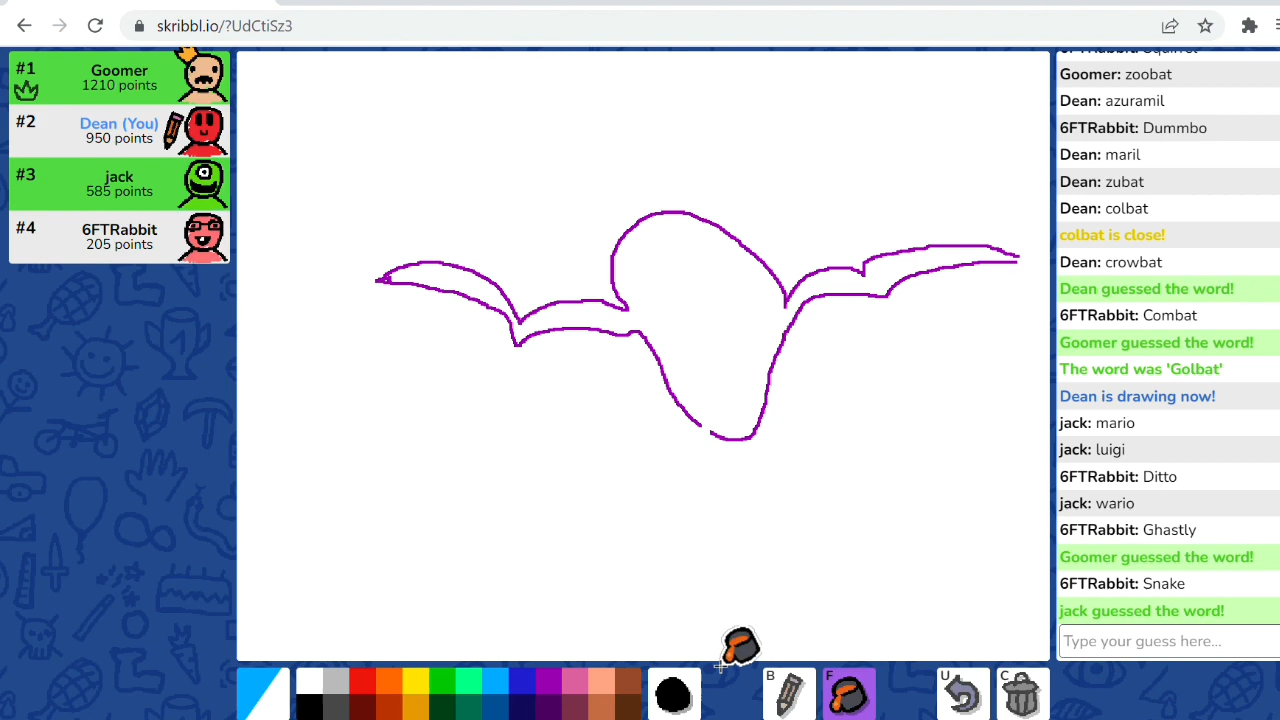 skribbl.io/?UdCtiSz3
#1
Goomer
1210 points
#2
Dean (You)
950 points
#3
jack
585 points
#4
6FTRabbit
205 points
6FTRabbit: Squirrel
Goomer: zoobat
Dean: azuramil
6FTRabbit: Dummbo
Dean: maril
Dean: zubat
Dean: colbat
colbat is close!
Dean: crowbat
Dean guessed the word!
6FTRabbit: Combat
Goomer guessed the word!
The word was 'Golbat'
Dean is drawing now!
jack: mario
jack: luigi
6FTRabbit: Ditto
jack: wario
6FTRabbit: Ghastly
Goomer guessed the word!
6FTRabbit: Snake
jack guessed the word!
Type your guess here...
B
F
U
C